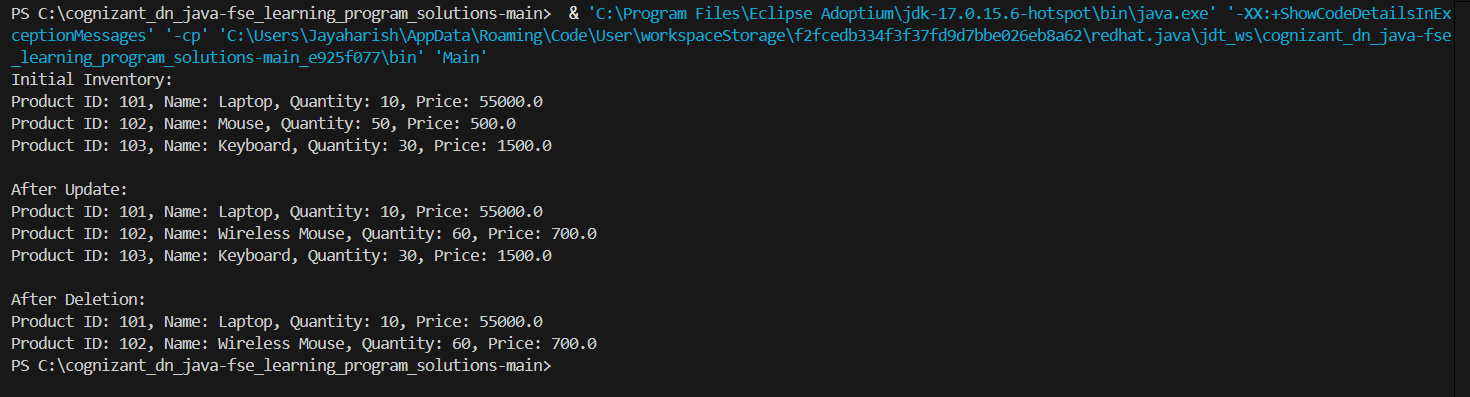 PS C:\cognizant_dn_java-fse_learning_program_solutions-main>  & 'C:\Program Files\Eclipse Adoptium\jdk-17.0.15.6-hotspot\bin\java.exe' '-XX:+ShowCodeDetailsInEx
ceptionMessages' '-cp' 'C:\Users\Jayaharish\AppData\Roaming\Code\User\workspaceStorage\f2fcedb334f3f37fd9d7bbe026eb8a62\redhat.java\jdt_ws\cognizant_dn_java-fse
_learning_program_solutions-main_e925f077\bin' 'Main'
Initial Inventory:
Product ID: 101, Name: Laptop, Quantity: 10, Price: 55000.0
Product ID: 102, Name: Mouse, Quantity: 50, Price: 500.0
Product ID: 103, Name: Keyboard, Quantity: 30, Price: 1500.0

After Update:
Product ID: 101, Name: Laptop, Quantity: 10, Price: 55000.0
Product ID: 102, Name: Wireless Mouse, Quantity: 60, Price: 700.0
Product ID: 103, Name: Keyboard, Quantity: 30, Price: 1500.0

After Deletion:
Product ID: 101, Name: Laptop, Quantity: 10, Price: 55000.0
Product ID: 102, Name: Wireless Mouse, Quantity: 60, Price: 700.0
PS C:\cognizant_dn_java-fse_learning_program_solutions-main>